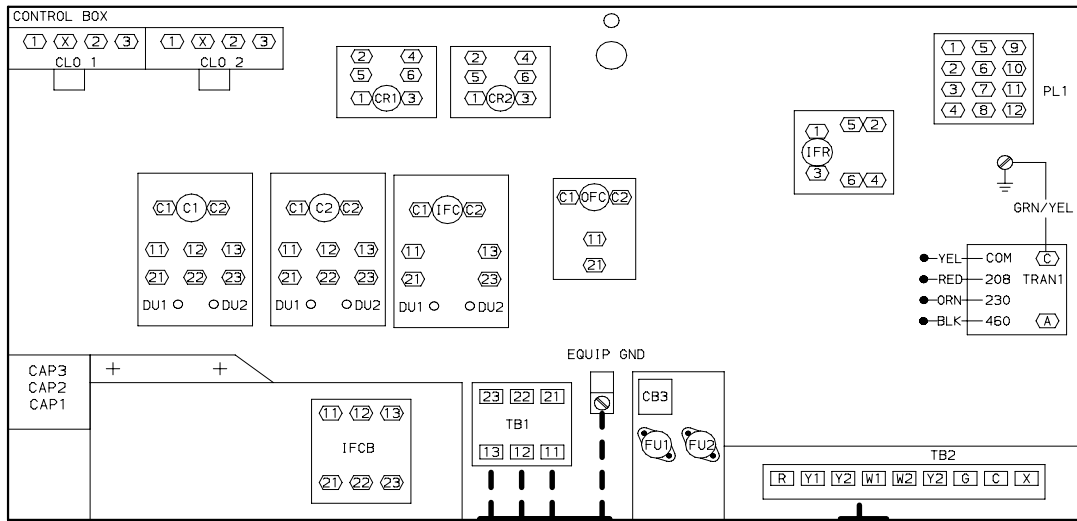 CONTROL BOX
1 X 2 3 1 X 2 3
CLO 1 CLO 2
2 4
5 6
1 CR1 3
2 4
5 6
1 CR2 3
1 5 9
2 6 10
3 7 11
4 8 12
PL1
1 5 2
IFR
3 6 4
GRN/YEL
C1 C1 C2
11 12 13
21 22 23
DU1 DU2
C1 C2 C2
11 12 13
21 22 23
DU1 DU2
C1 IFC C2
11 13
21 23
DU1 DU2
C1 OFC C2
11
21
YEL COM C
RED 208 TRAN1
ORN 230
BLK 460 A
CAP3
CAP2
CAP1
+ +
11 12 13
IFCB
21 22 23
23 22 21
TB1
13 12 11
EQUIP GND
CB3
FU1 FU2
TB2
R Y1 Y2 W1 W2 Y2 G C X